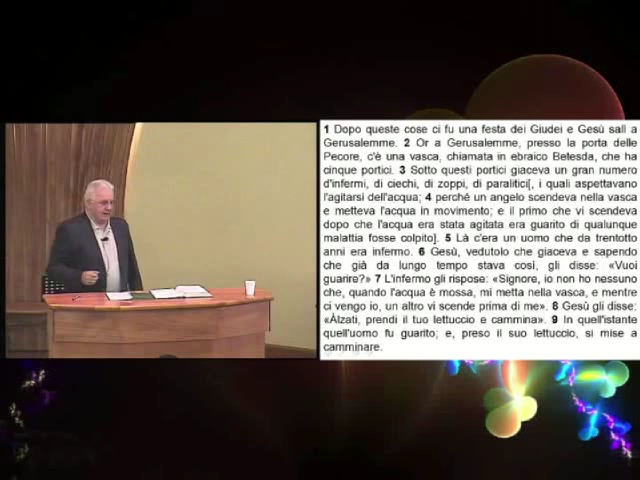 1 Dopo queste cose ci fu una festa dei Giudei e Gesù salì a
Gerusalemme. 2 Or a Gerusalemme, presso la porta delle
Pecore, c'è una vasca, chiamata in ebraico Betesda, che ha
cinque portici. 3 Sotto questi portici giaceva un gran numero
d'infermi, di ciechi, di zoppi, di paralitici[, i quali aspettavano
l'agitarsi dell'acqua; 4 perché un angelo scendeva nella vasca
e metteva l'acqua in movimento; e il primo che vi scendeva
dopo che l'acqua era stata agitata era guarito di qualunque
malattia fosse colpito]. 5 Là c'era un uomo che da trentotto
anni era infermo. 6 Gesù, vedutolo che giaceva e sapendo
che già da lungo tempo stava così, gli disse: «Vuoi
guarire?» 7 L'infermo gli rispose: «Signore, io non ho nessuno
che, quando l'acqua è mossa, mi metta nella vasca, e mentre
ci vengo io, un altro vi scende prima di me». 8 Gesù gli disse:
«Àlzati, prendi il tuo lettuccio e cammina». 9 In quell'istante
quell'uomo fu guarito; e, preso il suo lettuccio, si mise a
camminare.